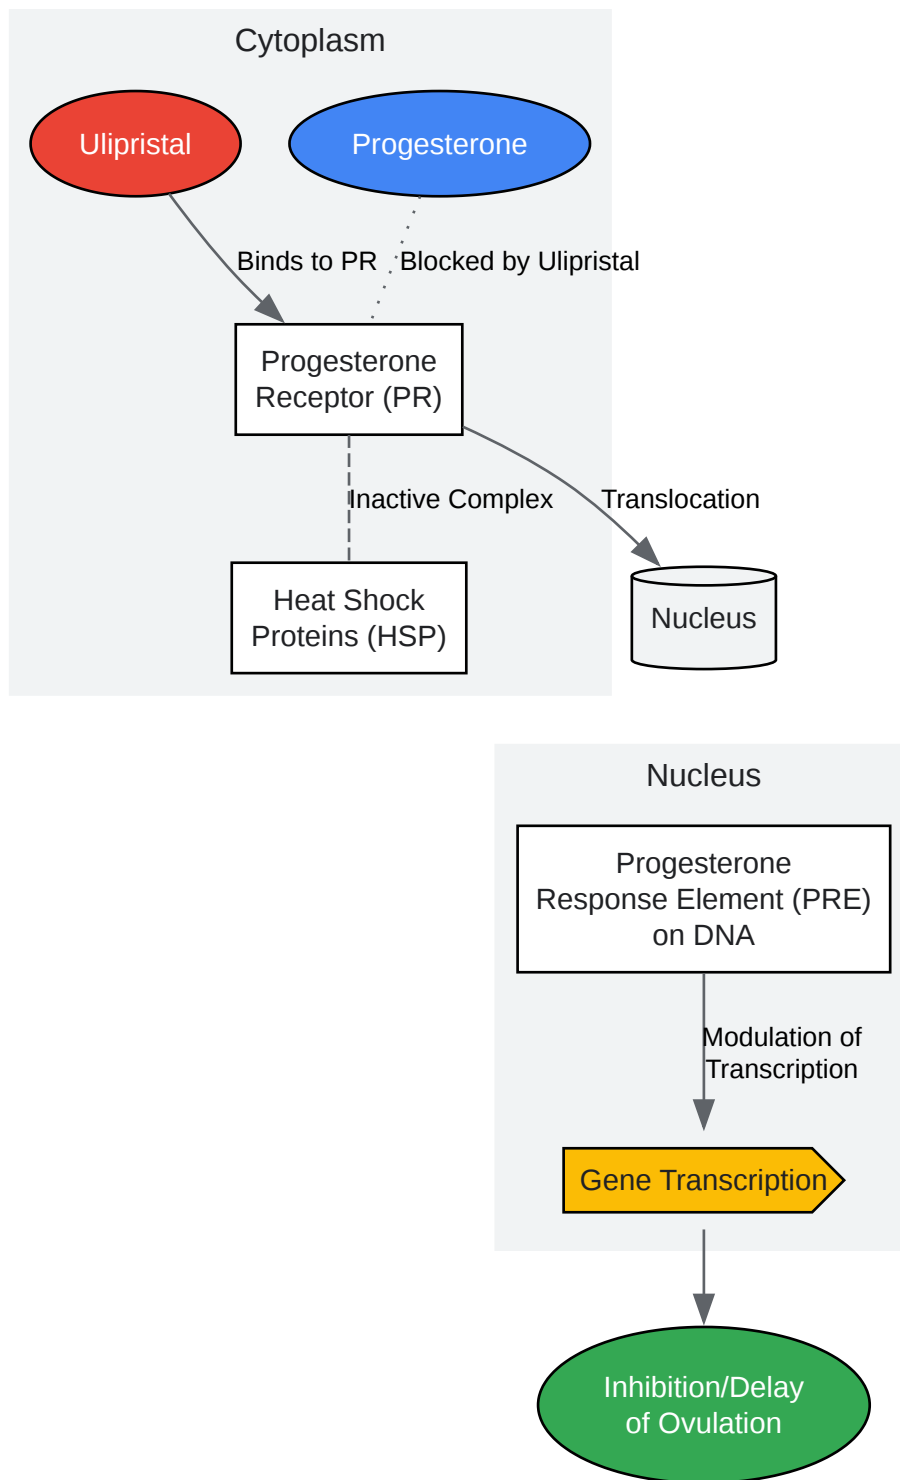 Cytoplasm
Ulipristal
Progesterone
Binds to PR
Blocked by Ulipristal
Progesterone
Receptor (PR)
Inactive Complex
Translocation
Heat Shock
Proteins (HSP)
Nucleus
Nucleus
Progesterone
Response Element (PRE)
on DNA
Modulation of
Transcription
Gene Transcription
Inhibition/Delay
of Ovulation